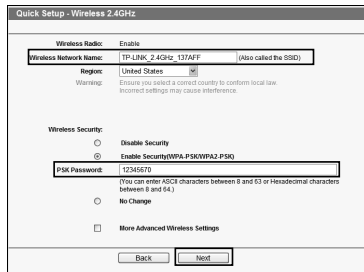 Quick Setup - Wireless 2.4GHz
Wireless Radio: Enable
Wireless Network Name: TP-LINK_2.4GHz_137AFF (Also called the SSID)
Region: United States
Warning: Ensure you select a correct country to conform local law.
Incorrect settings may cause interference.
Wireless Security:
Disable Security
Enable Security(WPA-PSK/WPA2-PSK)
PSK Password: 12345670
(You can enter ASCII characters between 8 and 63 or Hexadecimal characters
between 8 and 64.)
No Change
More Advanced Wireless Settings
Back Next